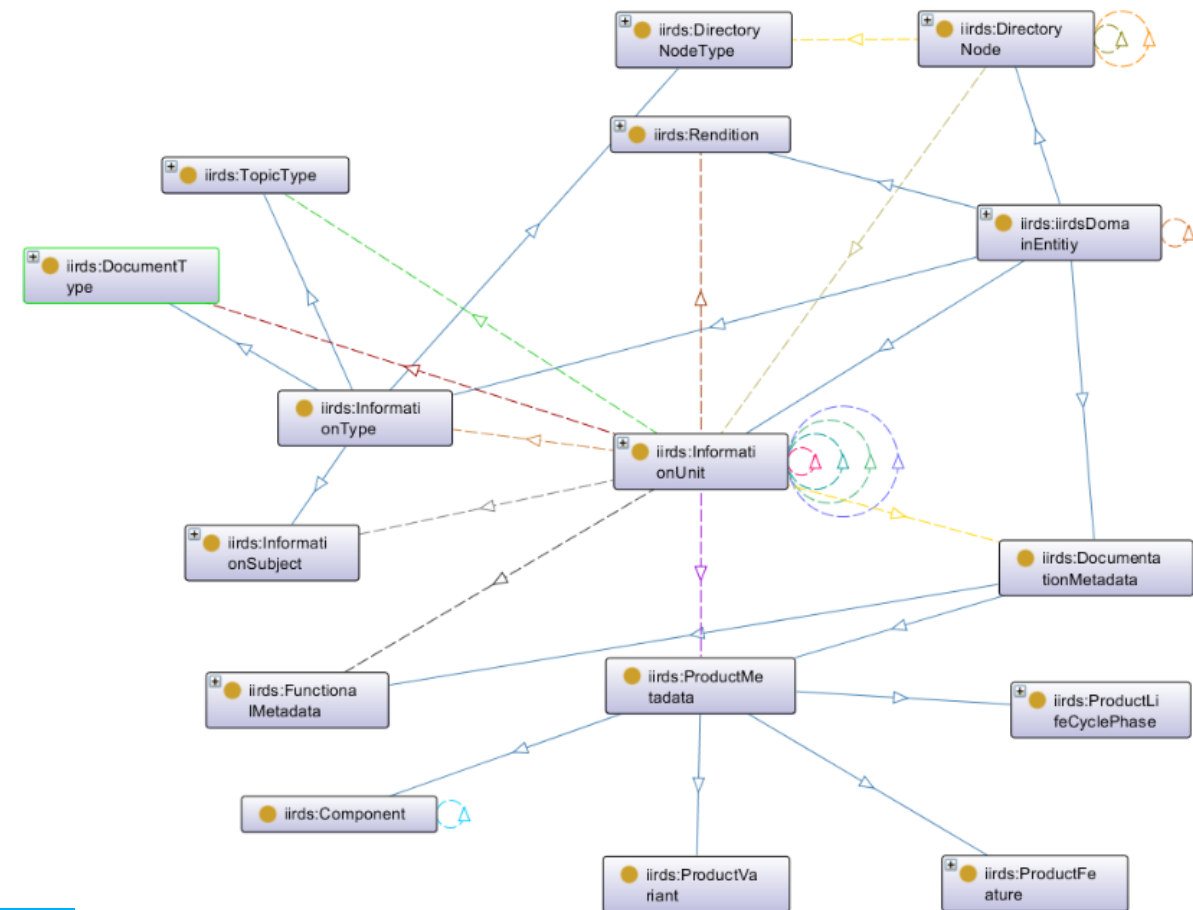 iirds:Directory
NodeType
iirds:Directory
Node
iirds:Rendition
iirds:TopicType
iirds:iirdsDoma
inEntitiy
iirds:DocumentT
ype
iirds:Informati
onType
iirds:Informati
onUnit
iirds:Informati
onSubject
iirds:Documenta
tionMetadata
iirds:Functiona
lMetadata
iirds:ProductMe
tadata
iirds:ProductLi
feCyclePhase
iirds:Component
iirds:ProductVa
riant
iirds:ProductFe
ature